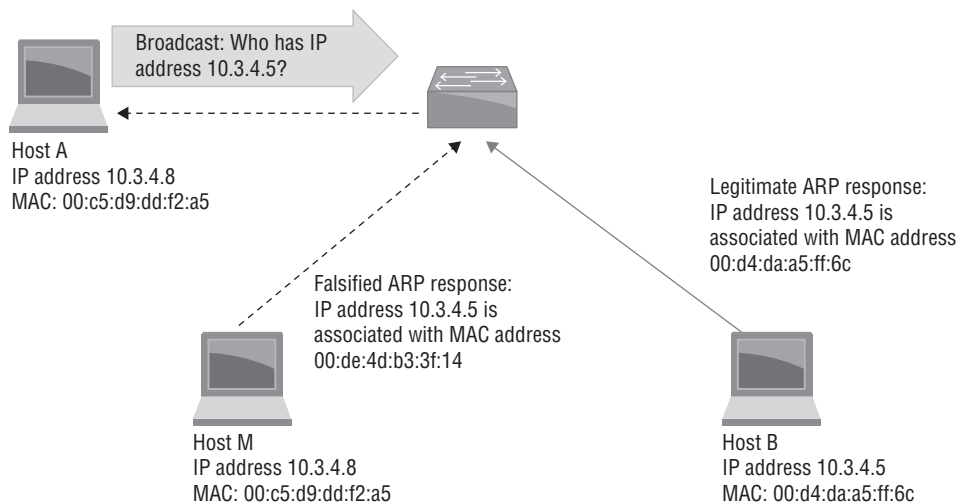 Broadcast: Who has IP
address 10.3.4.5?
Host A
IP address 10.3.4.8
MAC: 00:c5:d9:dd:f2:a5
Legitimate ARP response:
IP address 10.3.4.5 is
associated with MAC address
00:d4:da:a5:ff:6c
Falsified ARP response:
IP address 10.3.4.5 is
associated with MAC address
00:de:4d:b3:3f:14
Host M
IP address 10.3.4.8
MAC: 00:c5:d9:dd:f2:a5
Host B
IP address 10.3.4.5
MAC: 00:d4:da:a5:ff:6c